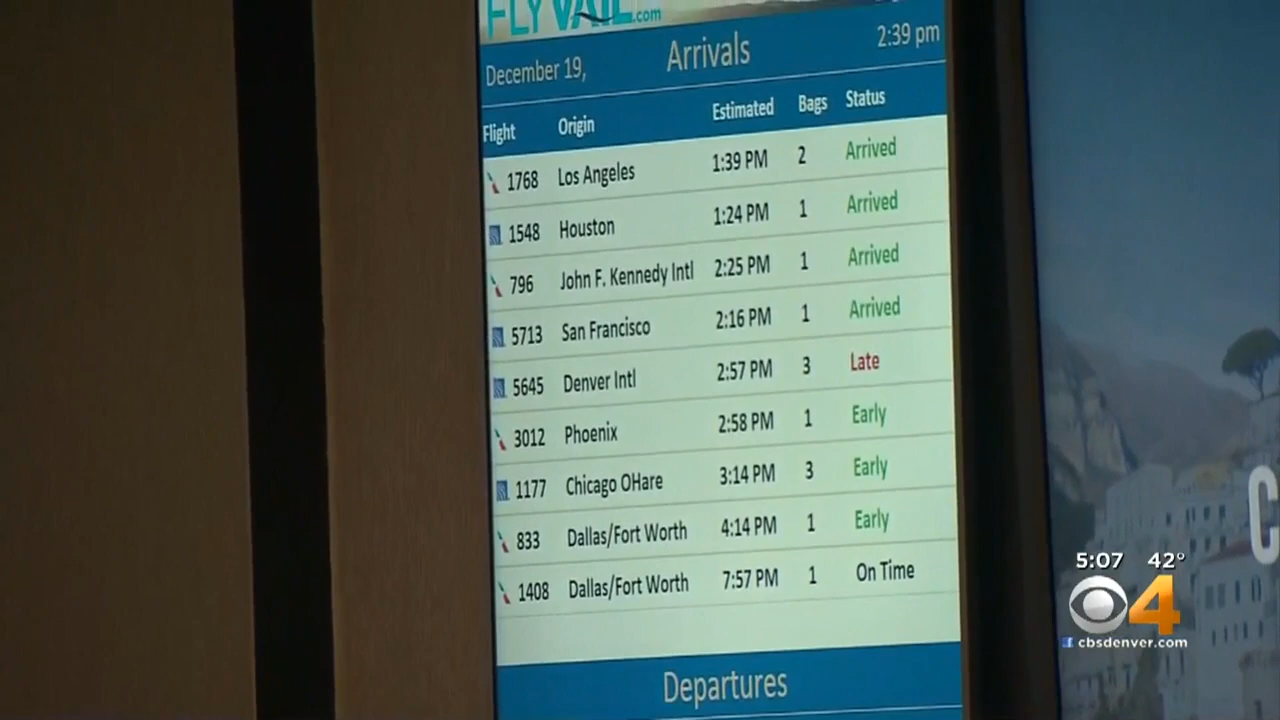 FLYVAIL.com
December 19, Arrivals 2:39 pm
Flight Origin Estimated Bags Status
1768 Los Angeles 1:39 PM 2 Arrived
1548 Houston 1:24 PM 1 Arrived
796 John F. Kennedy Intl 2:25 PM 1 Arrived
5713 San Francisco 2:16 PM 1 Arrived
5645 Denver Intl 2:57 PM 3 Late
3012 Phoenix 2:58 PM 1 Early
1177 Chicago OHare 3:14 PM 3 Early
833 Dallas/Fort Worth 4:14 PM 1 Early
1408 Dallas/Fort Worth 7:57 PM 1 On Time
Departures
C
5:07 42°
4
f cbsdenver.com